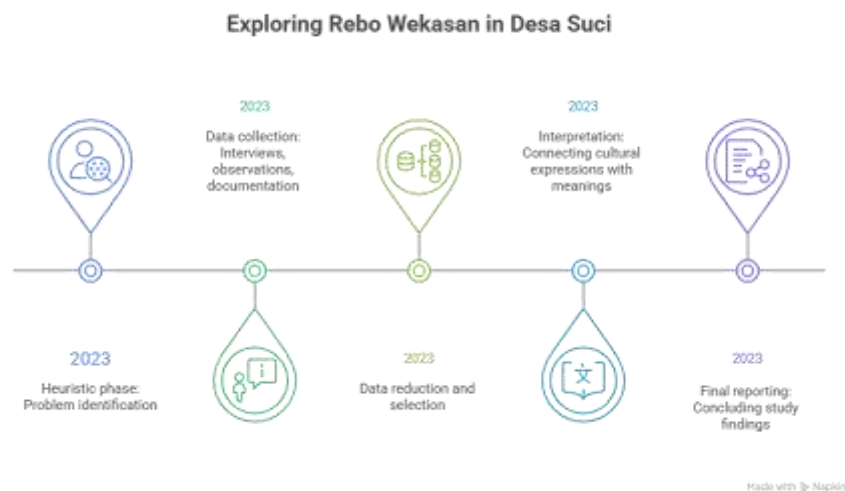 Exploring Rebo Wekasan in Desa Suci
2023
Heuristic phase:
Problem identification
2023
Data collection:
Interviews,
observations,
documentation
2023
Data reduction and
selection
2023
Interpretation:
Connecting cultural
expressions with
meanings
文
2023
Final reporting:
Concluding study
findings
Made with Napkin